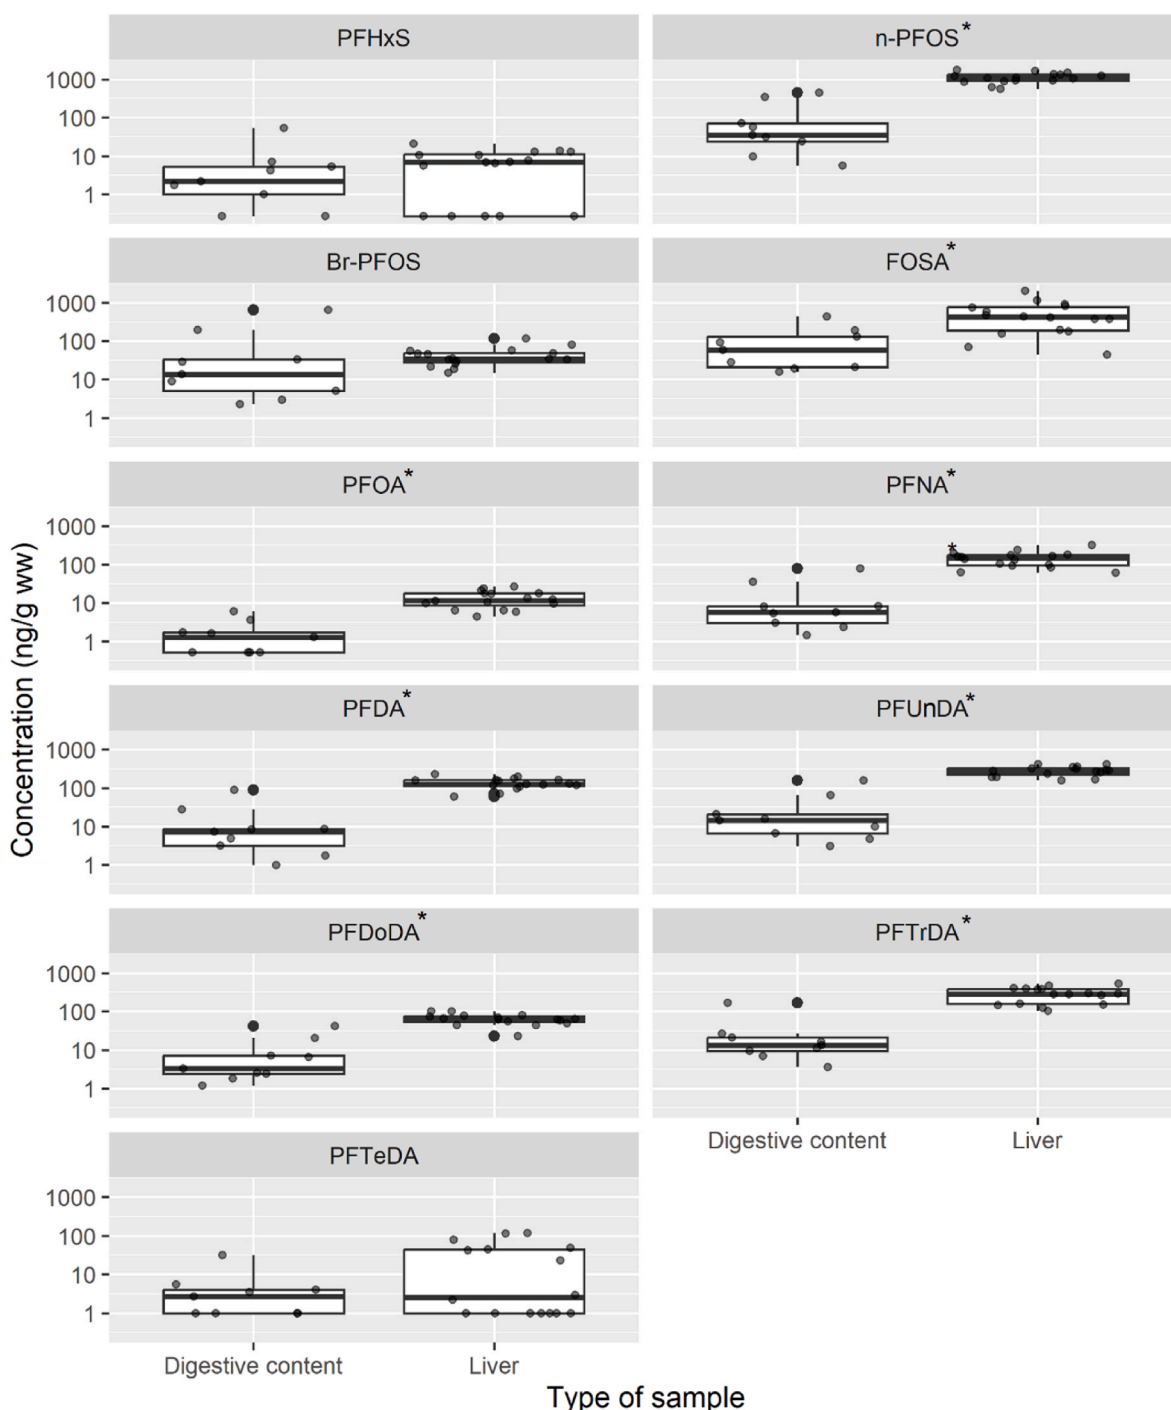 PFHxS
n-PFOS*
1000
100
10
1
Br-PFOS
FOSA*
1000
100
10
1
PFOA*
PFNA*
1000
100
10
1
*
PFDA*
PFUnDA*
1000
100
10
1
PFDoDA*
PFTrDA*
1000
100
10
1
Digestive content
Liver
PFTeDA
1000
100
10
1
Digestive content
Liver
Concentration (ng/g ww)
Type of sample